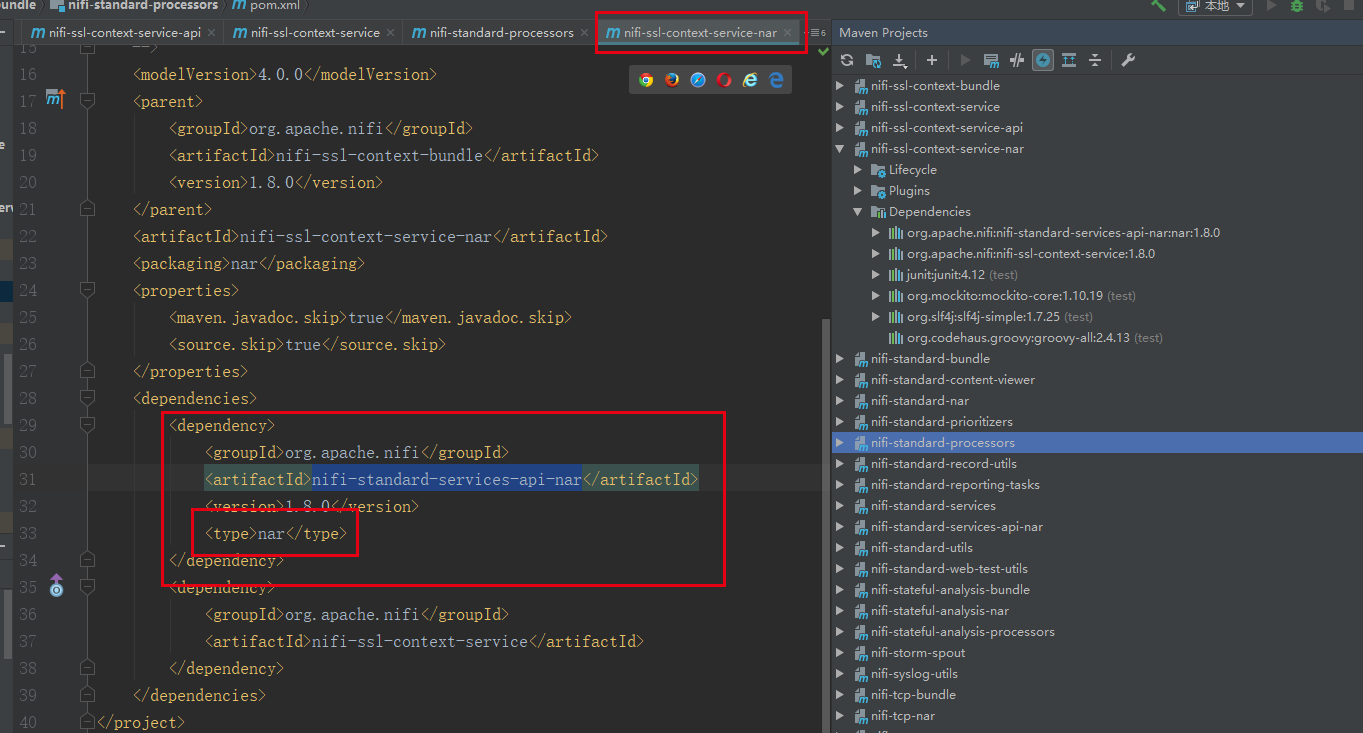 bundle nifi-standard-processors pom.xml
本地
nifi-ssl-context-service-api nifi-ssl-context-service nifi-standard-processors nifi-ssl-context-service-nar
Maven Projects
15 -->
16 <modelVersion>4.0.0</modelVersion>
17 <parent>
18 <groupId>org.apache.nifi</groupId>
19 <artifactId>nifi-ssl-context-bundle</artifactId>
20 <version>1.8.0</version>
21 </parent>
22 <artifactId>nifi-ssl-context-service-nar</artifactId>
23 <packaging>nar</packaging>
24 <properties>
25 <maven.javadoc.skip>true</maven.javadoc.skip>
26 <source.skip>true</source.skip>
27 </properties>
28 <dependencies>
29 <dependency>
30 <groupId>org.apache.nifi</groupId>
31 <artifactId>nifi-standard-services-api-nar</artifactId>
32 <version>1.8.0</version>
33 <type>nar</type>
34 </dependency>
35 <dependency>
36 <groupId>org.apache.nifi</groupId>
37 <artifactId>nifi-ssl-context-service</artifactId>
38 </dependency>
39 </dependencies>
40 </project>
nifi-ssl-context-bundle
nifi-ssl-context-service
nifi-ssl-context-service-api
nifi-ssl-context-service-nar
Lifecycle
Plugins
Dependencies
org.apache.nifi:nifi-standard-services-api-nar:nar:1.8.0
org.apache.nifi:nifi-ssl-context-service:1.8.0
junit:junit:4.12 (test)
org.mockito:mockito-core:1.10.19 (test)
org.slf4j:slf4j-simple:1.7.25 (test)
org.codehaus.groovy:groovy-all:2.4.13 (test)
nifi-standard-bundle
nifi-standard-content-viewer
nifi-standard-nar
nifi-standard-prioritizers
nifi-standard-processors
nifi-standard-record-utils
nifi-standard-reporting-tasks
nifi-standard-services
nifi-standard-services-api-nar
nifi-standard-utils
nifi-standard-web-test-utils
nifi-stateful-analysis-bundle
nifi-stateful-analysis-nar
nifi-stateful-analysis-processors
nifi-storm-spout
nifi-syslog-utils
nifi-tcp-bundle
nifi-tcp-nar